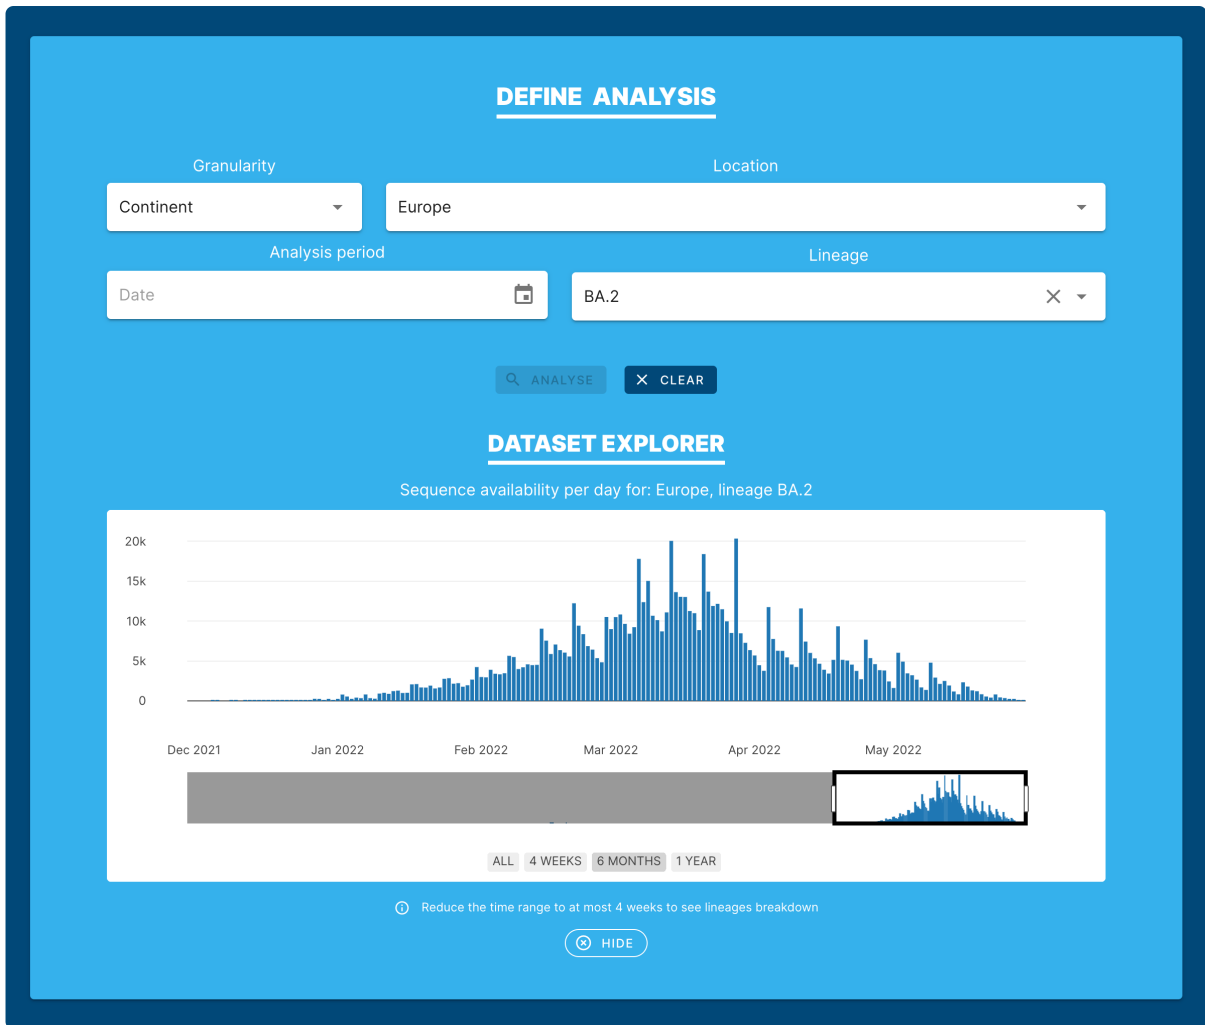 DEFINE ANALYSIS
Granularity
Location
Continent
Europe
Analysis period
Lineage
Date
BA.2
ANALYSE
CLEAR
DATASET EXPLORER
Sequence availability per day for: Europe, lineage BA.2
20k
15k
10k
5k
0
Dec 2021 Jan 2022 Feb 2022 Mar 2022 Apr 2022 May 2022
ALL 4 WEEKS 6 MONTHS 1 YEAR
Reduce the time range to at most 4 weeks to see lineages breakdown
HIDE